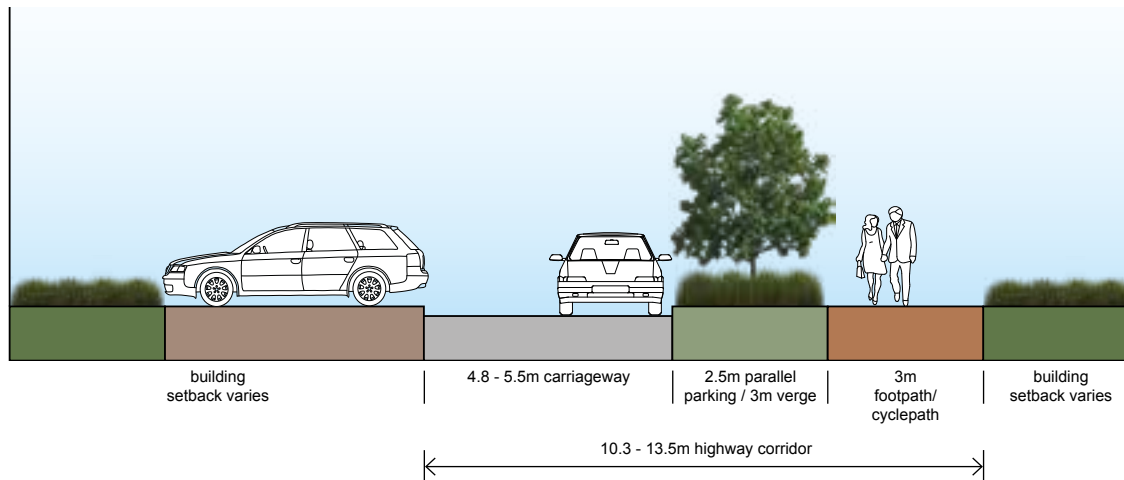 building
setback varies
4.8 - 5.5m carriageway
2.5m parallel
parking / 3m verge
3m
footpath/
cyclepath
building
setback varies
10.3 - 13.5m highway corridor